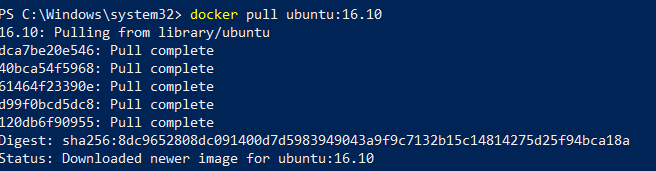 PS C:\Windows\system32> docker pull ubuntu:16.10
16.10: Pulling from library/ubuntu
dca7be20e546: Pull complete
40bca54f5968: Pull complete
61464f23390e: Pull complete
d99f0bcd5dc8: Pull complete
120db6f90955: Pull complete
Digest: sha256:8dc9652808dc091400d7d5983949043a9f9c7132b15c14814275d25f94bca18a
Status: Downloaded newer image for ubuntu:16.10